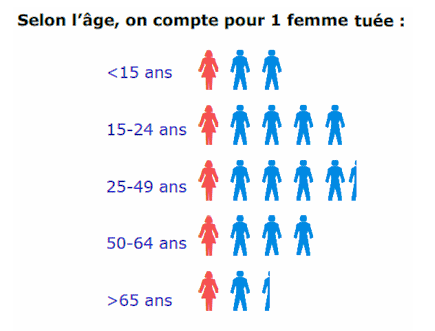 Selon l'âge, on compte pour 1 femme tuée :
<15 ans
15-24 ans
25-49 ans
50-64 ans
>65 ans